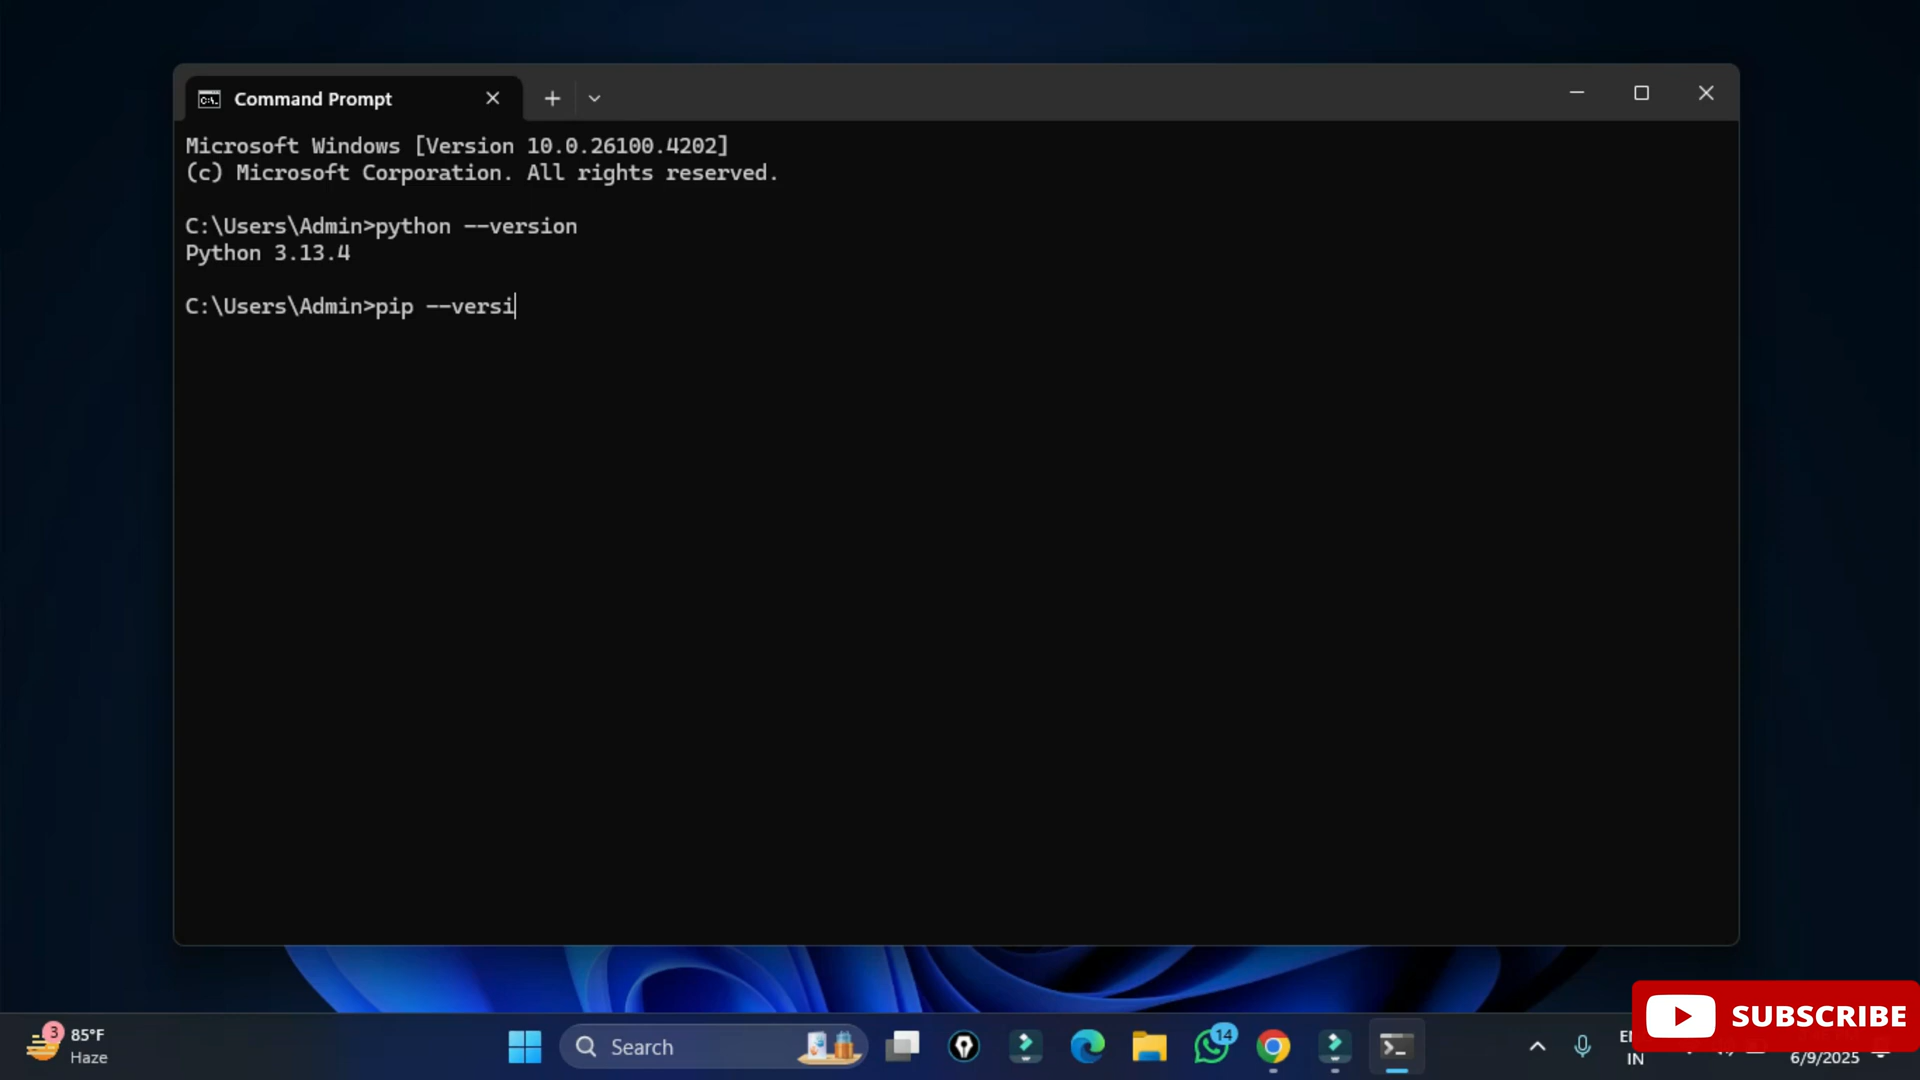 Command Prompt
Microsoft Windows [Version 10.0.26100.4202]
(c) Microsoft Corporation. All rights reserved.
C:\Users\Admin>python --version
Python 3.13.4
C:\Users\Admin>pip --versi
SUBSCRIBE
3
85°F
Haze
Search
14
IN
6/9/2025